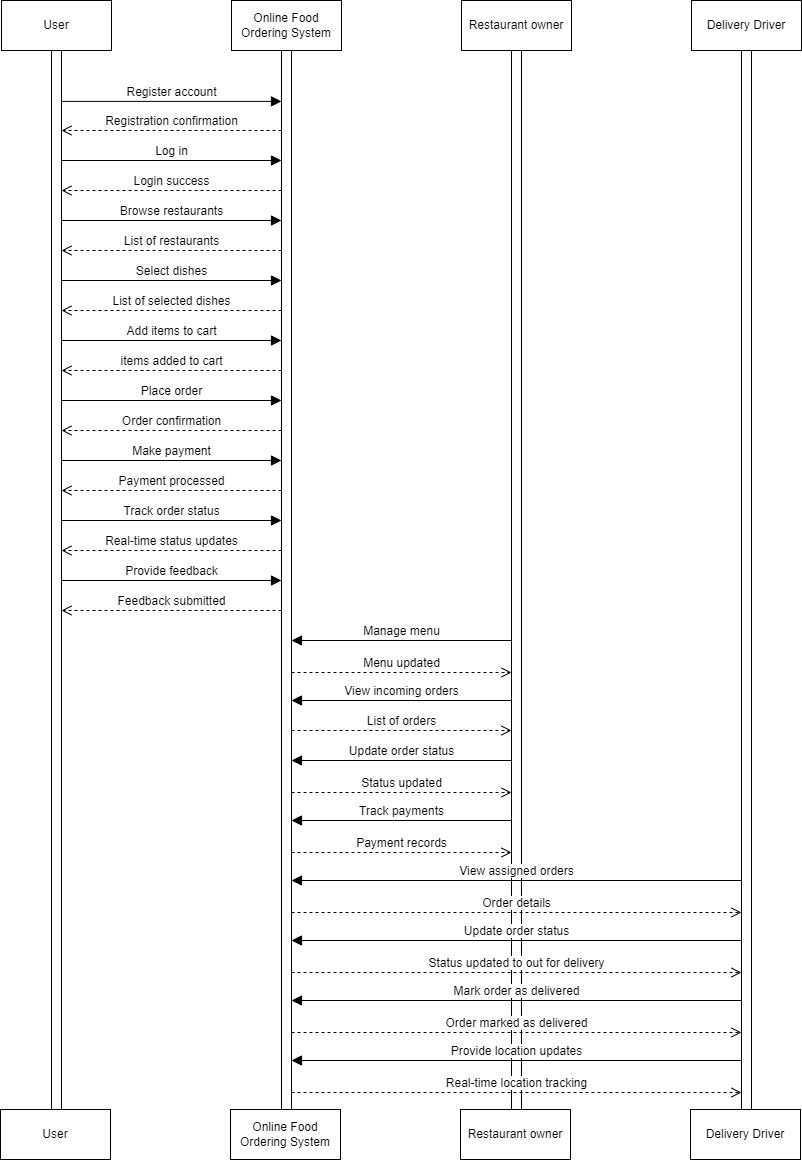 User
Online Food
Ordering System
Restaurant owner
Delivery Driver
Register account
Registration confirmation
Log in
Login success
Browse restaurants
List of restaurants
Select dishes
List of selected dishes
Add items to cart
items added to cart
Place order
Order confirmation
Make payment
Payment processed
Track order status
Real-time status updates
Provide feedback
Feedback submitted
Manage menu
Menu updated
View incoming orders
List of orders
Update order status
Status updated
Track payments
Payment records
View assigned orders
Order details
Update order status
Status updated to out for delivery
Mark order as delivered
Order marked as delivered
Provide location updates
Real-time location tracking
User
Online Food
Ordering System
Restaurant owner
Delivery Driver